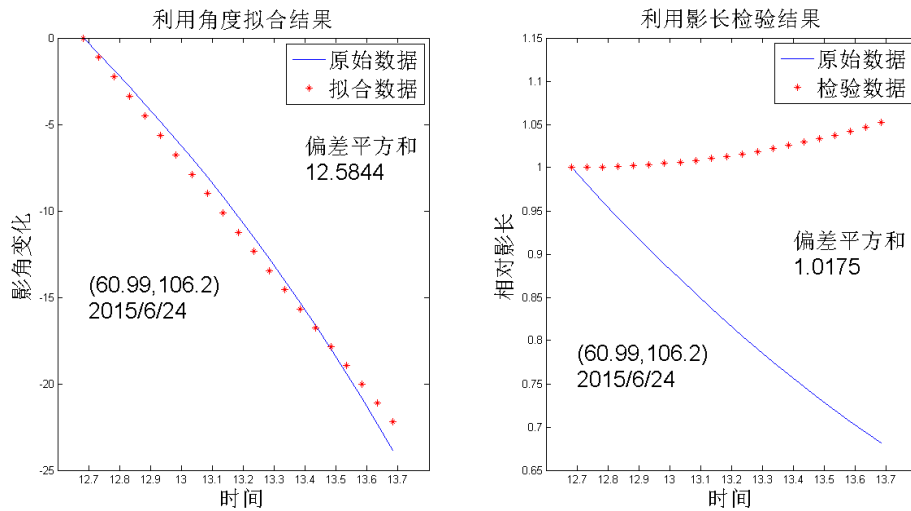 利用角度拟合结果
0
-5
-10
-15
-20
-25
影角变化
12.7 12.8 12.9 13 13.1 13.2 13.3 13.4 13.5 13.6 13.7
时间
原始数据
拟合数据
偏差平方和
12.5844
(60.99,106.2)
2015/6/24
利用影长检验结果
1.15
1.1
1.05
1
0.95
0.9
0.85
0.8
0.75
0.7
0.65
相对影长
12.7 12.8 12.9 13 13.1 13.2 13.3 13.4 13.5 13.6 13.7
时间
原始数据
检验数据
偏差平方和
1.0175
(60.99,106.2)
2015/6/24